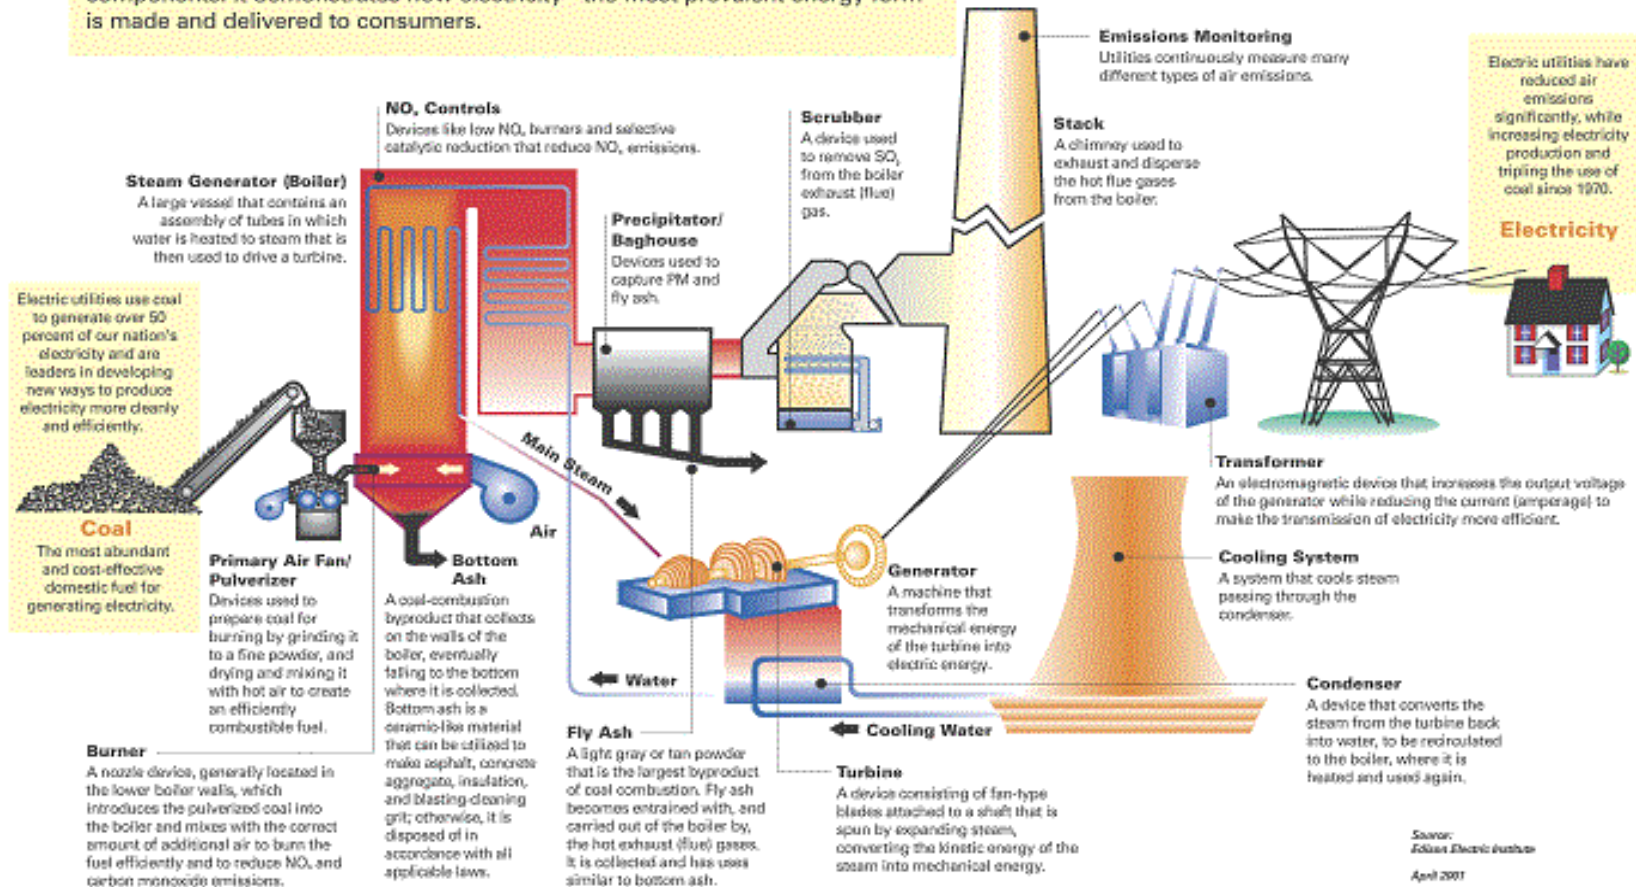 is made and delivered to consumers.
Emissions Monitoring
Utilities continuously measure many
different types of air emissions.
Electric utilities have
reduced air
emissions
significantly, while
increasing electricity
production and
tripling the use of
coal since 1970.
Electricity
NOx Controls
Devices like low NOx burners and selective
catalytic reduction that reduce NOx emissions.
Scrubber
A device used
to remove SO2
from the boiler
exhaust (flue)
gas.
Stack
A chimney used to
exhaust and disperse
the hot flue gases
from the boiler.
Steam Generator (Boiler)
A large vessel that contains an
assembly of tubes in which
water is heated to steam that is
then used to drive a turbine.
Precipitator/
Baghouse
Devices used to
capture PM and
fly ash.
Electric utilities use coal
to generate over 50
percent of our nation's
electricity and are
leaders in developing
new ways to produce
electricity more cleanly
and efficiently.
Coal
The most abundant
and cost-effective
domestic fuel for
generating electricity.
Main Steam
Air
Transformer
An electromagnetic device that increases the output voltage
of the generator while reducing the current (amperage) to
make the transmission of electricity more efficient.
Primary Air Fan/
Pulverizer
Devices used to
prepare coal for
burning by grinding it
to a fine powder, and
drying and mixing it
with hot air to create
an efficiently
combustible fuel.
Bottom
Ash
A coal-combustion
byproduct that collects
on the walls of the
boiler, eventually
falling to the bottom
where it is collected.
Bottom ash is a
ceramic-like material
that can be utilized to
make asphalt, concrete
aggregate, insulation,
and blasting-cleaning
grit; otherwise, it is
disposed of in
accordance with all
applicable laws.
Generator
A machine that
transforms the
mechanical energy
of the turbine into
electric energy.
Cooling System
A system that cools steam
passing through the
condenser.
Water
Cooling Water
Condenser
A device that converts the
steam from the turbine back
into water, to be recirculated
to the boiler, where it is
heated and used again.
Burner
A nozzle device, generally located in
the lower boiler walls, which
introduces the pulverized coal into
the boiler and mixes with the correct
amount of additional air to burn the
fuel efficiently and to reduce NOx and
carbon monoxide emissions.
Fly Ash
A light gray or tan powder
that is the largest byproduct
of coal combustion. Fly ash
becomes entrained with, and
carried out of the boiler by,
the hot exhaust (flue) gases.
It is collected and has uses
similar to bottom ash.
Turbine
A device consisting of fan-type
blades attached to a shaft that is
spun by expanding steam,
converting the kinetic energy of the
steam into mechanical energy.
Source:
Edison Electric Institute
April 2001